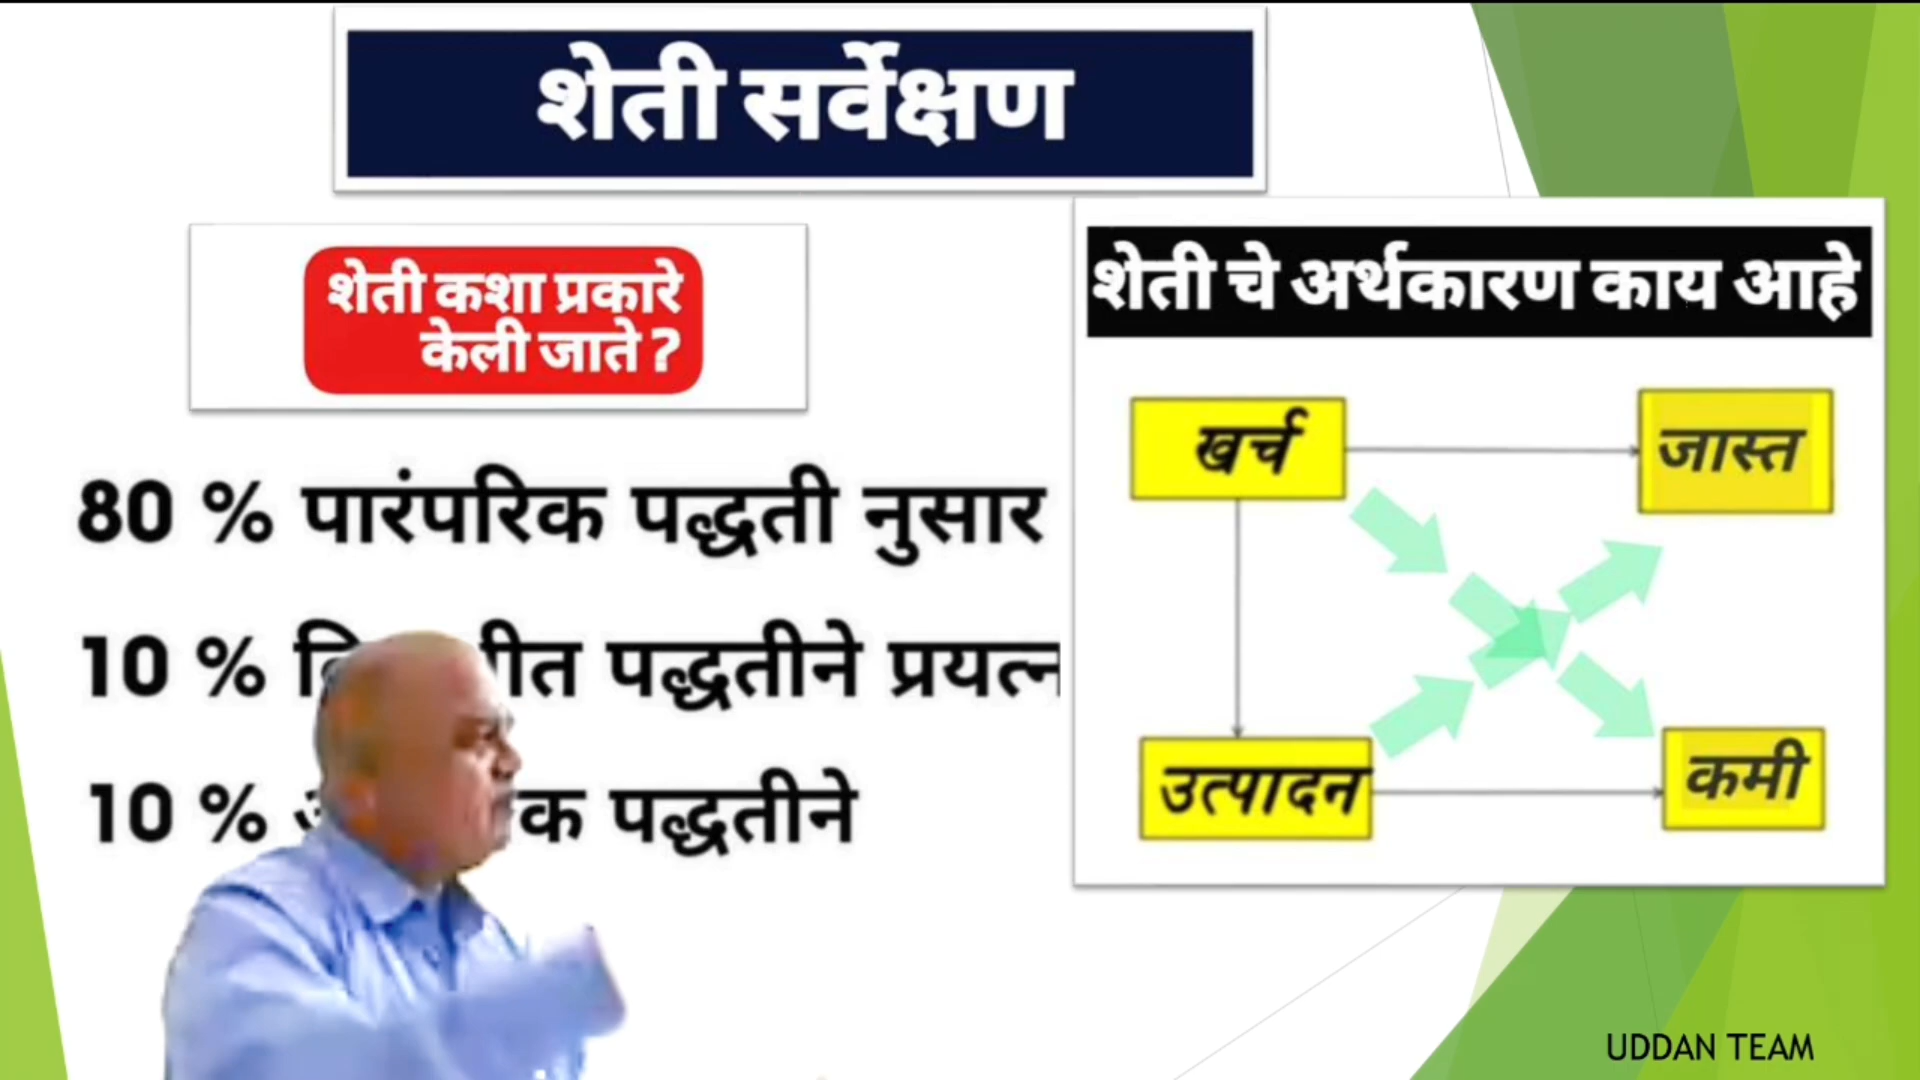 शेती सर्वेक्षण
शेती कशा प्रकारे
केली जाते ?
80 % पारंपरिक पद्धती नुसार
10 % पद्धतीने प्रयत्न
10 % पद्धतीने
शेती चे अर्थकारण काय आहे
खर्च
जास्त
उत्पादन
कमी
UDDAN TEAM